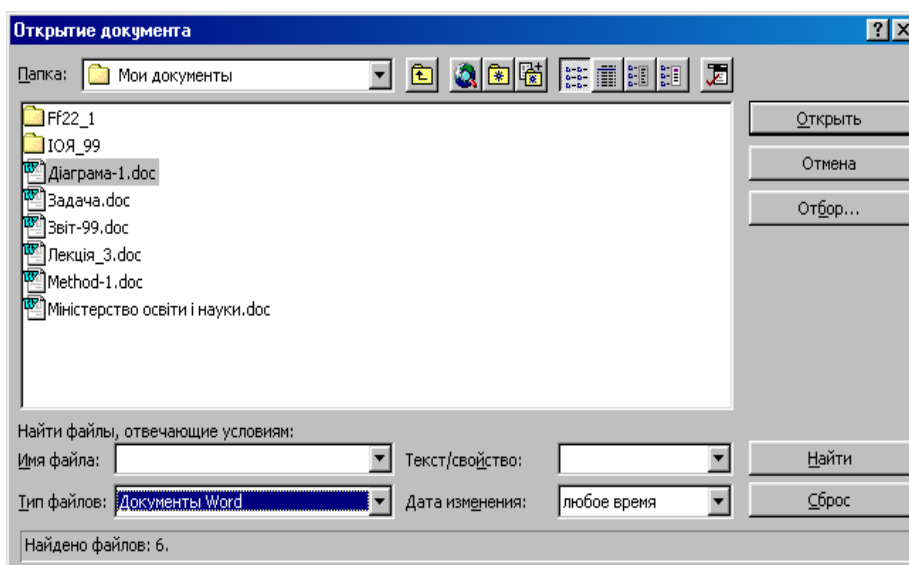 Открытие документа
Папка: Мои документы
Ff22_1
ІОЯ_99
Діаграма-1.doc
Задача.doc
Звіт-99.doc
Лекція_3.doc
Method-1.doc
Міністерство освіти і науки.doc
Открыть
Отмена
Отбор...
Найти файлы, отвечающие условиям:
Имя файла: Текст/свойство: Найти
Тип файлов: Документы Word Дата изменения: любое время Сброс
Найдено файлов: 6.